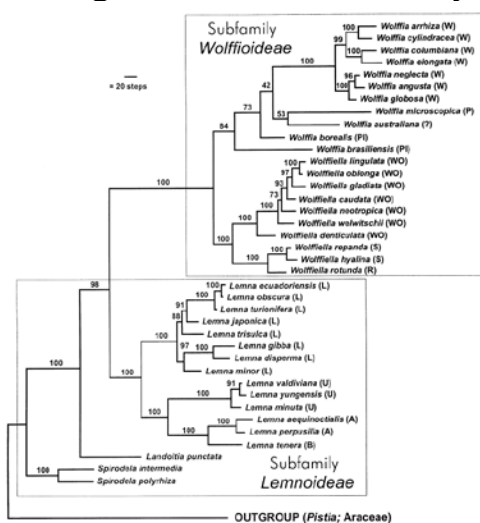 Subfamily
Wolffioideae
= 20 steps
100
Wolffia arrhiza (W)
99
Wolffia cylindracea (W)
100
Wolffia columbiana (W)
100
Wolffia elongata (W)
96
Wolffia neglecta (W)
100
Wolffia angusta (W)
42
Wolffia globosa (W)
73
Wolffia microscopica (P)
53
Wolffia australiana (?)
84
Wolffia borealis (PI)
Wolffia brasiliensis (PI)
100
Wolffiella lingulata (WO)
97
Wolffiella oblonga (WO)
100
93
Wolffiella gladiata (WO)
73
Wolffiella caudata (WO)
100
Wolffiella neotropica (WO)
Wolffiella welwitschii (WO)
100
Wolffiella denticulata (WO)
Wolffiella repanda (S)
100
Wolffiella hyalina (S)
Wolffiella rotunda (R)
98
Lemna ecuadoriensis (L)
100
Lemna obscura (L)
91
Lemna turionifera (L)
88
Lemna japonica (L)
100
Lemna trisulca (L)
97
100
Lemna gibba (L)
Lemna disperma (L)
100
Lemna minor (L)
100
91
Lemna valdiviana (U)
100
Lemna yungensis (U)
100
Lemna minuta (U)
100
Lemna aequinoctialis (A)
100
Lemna perpusilla (A)
Lemna tenera (B)
Landoltia punctata
Subfamily
Lemnoideae
100
Spirodela intermedia
Spirodela polyrhiza
OUTGROUP (Pistia; Araceae)